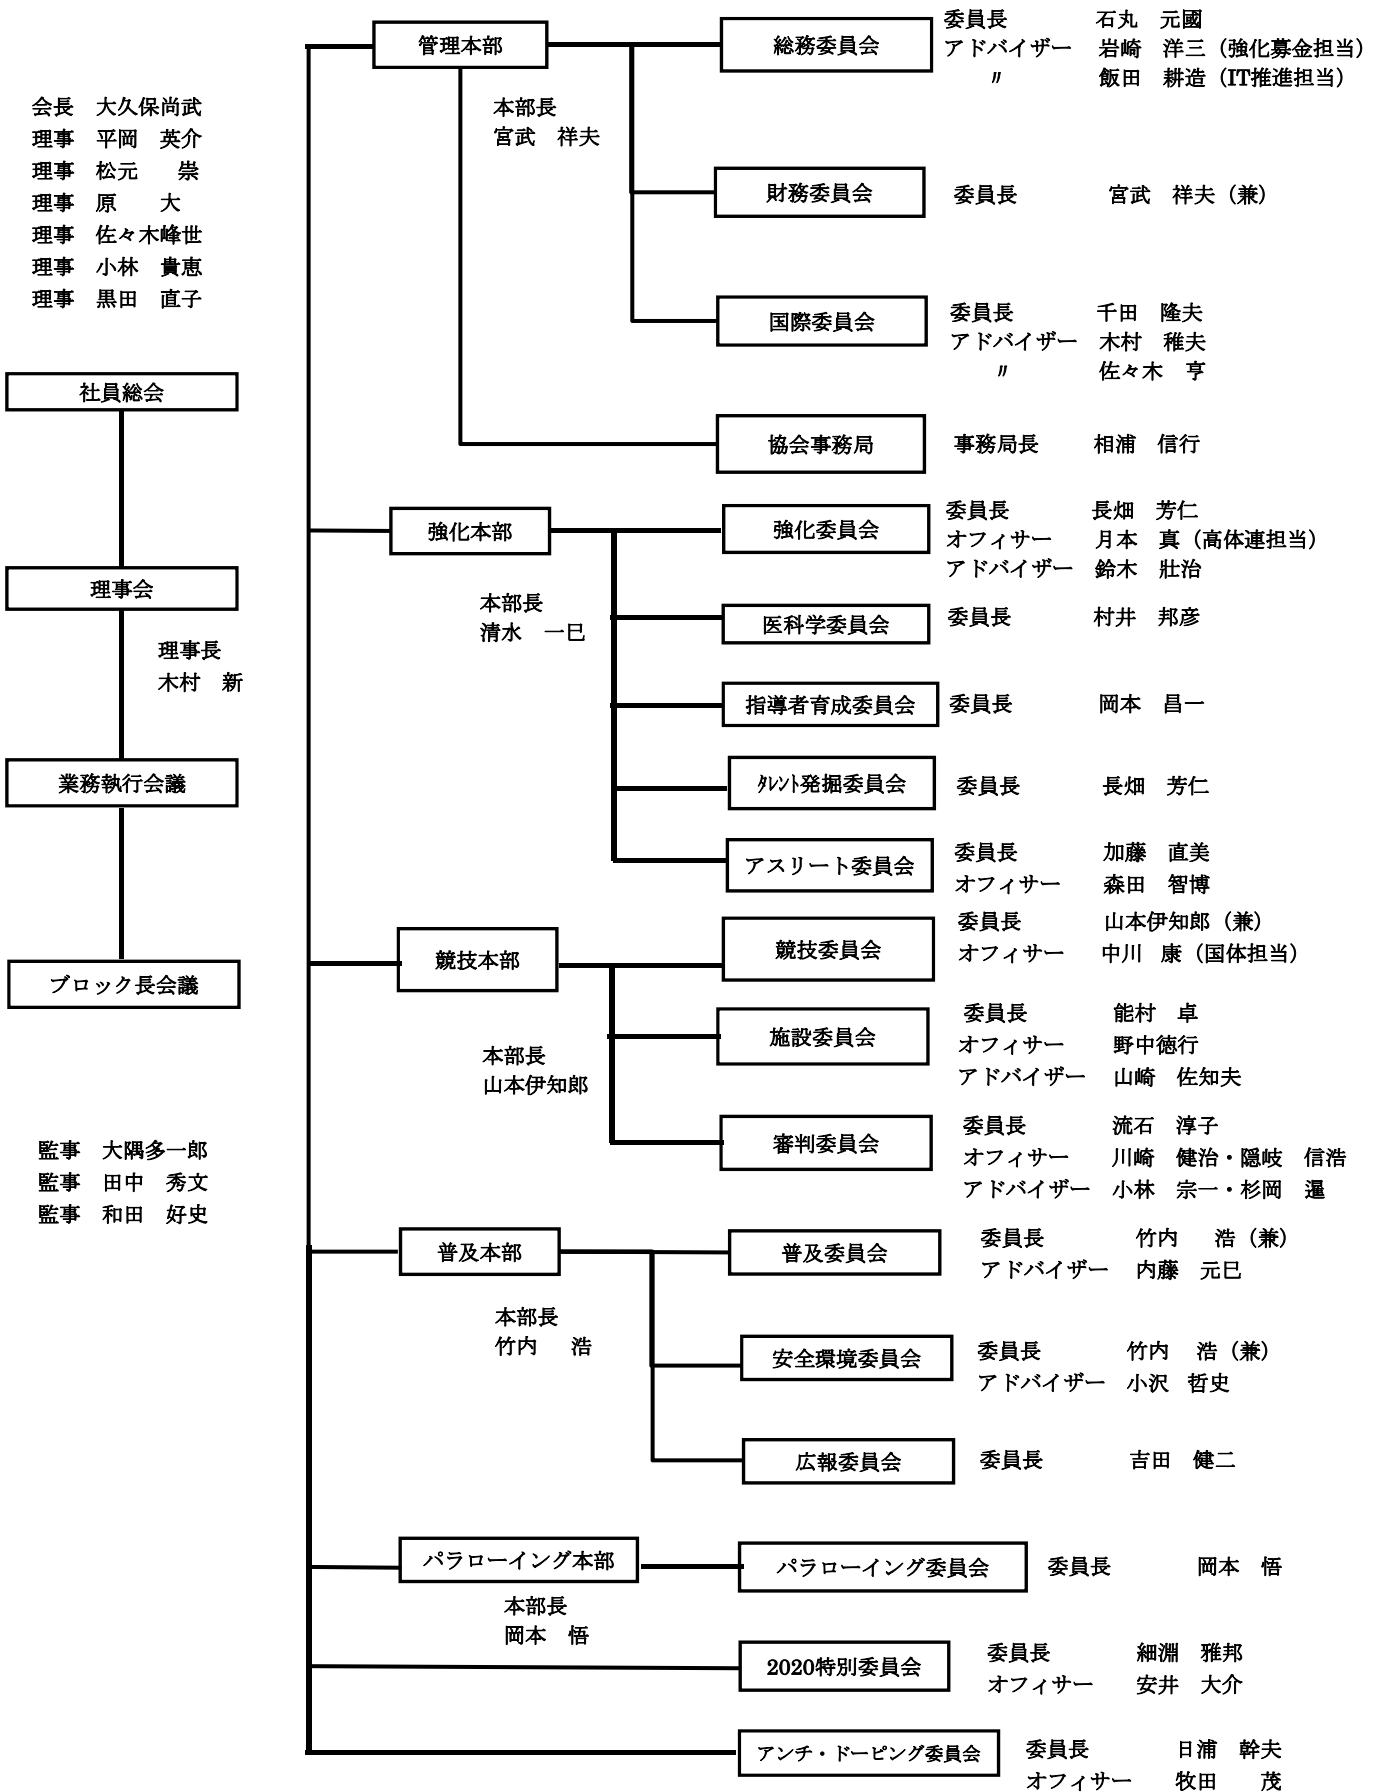 会長　大久保尚武
理事　平岡　英介
理事　松元　崇
理事　原　大
理事　佐々木峰世
理事　小林　貴恵
理事　黒田　直子
社員総会
理事会
理事長
木村　新
業務執行会議
ブロック長会議
監事　大隅多一郎
監事　田中　秀文
監事　和田　好史
管理本部
本部長
宮武　祥夫
総務委員会
委員長　石丸　元國
アドバイザー　岩崎　洋三（強化募金担当）
〃　飯田　耕造（IT推進担当）
財務委員会
委員長　宮武　祥夫（兼）
国際委員会
委員長　千田　隆夫
アドバイザー　木村　稚夫
〃　佐々木　亨
協会事務局
事務局長　相浦　信行
強化本部
本部長
清水　一巳
強化委員会
委員長　長畑　芳仁
オフィサー　月本　真（高体連担当）
アドバイザー　鈴木　壯治
医科学委員会
委員長　村井　邦彦
指導者育成委員会
委員長　岡本　昌一
ﾀﾚﾝﾄ発掘委員会
委員長　長畑　芳仁
アスリート委員会
委員長　加藤　直美
オフィサー　森田　智博
競技本部
本部長
山本伊知郎
競技委員会
委員長　山本伊知郎（兼）
オフィサー　中川　康（国体担当）
施設委員会
委員長　能村　卓
オフィサー　野中徳行
アドバイザー　山崎　佐知夫
審判委員会
委員長　流石　淳子
オフィサー　川崎　健治・隠岐　信浩
アドバイザー　小林　宗一・杉岡　暹
普及本部
本部長
竹内　浩
普及委員会
委員長　竹内　浩（兼）
アドバイザー　内藤　元巳
安全環境委員会
委員長　竹内　浩（兼）
アドバイザー　小沢　哲史
広報委員会
委員長　吉田　健二
パラローイング本部
本部長
岡本　悟
パラローイング委員会
委員長　岡本　悟
2020特別委員会
委員長　細淵　雅邦
オフィサー　安井　大介
アンチ・ドーピング委員会
委員長　日浦　幹夫
オフィサー　牧田　茂